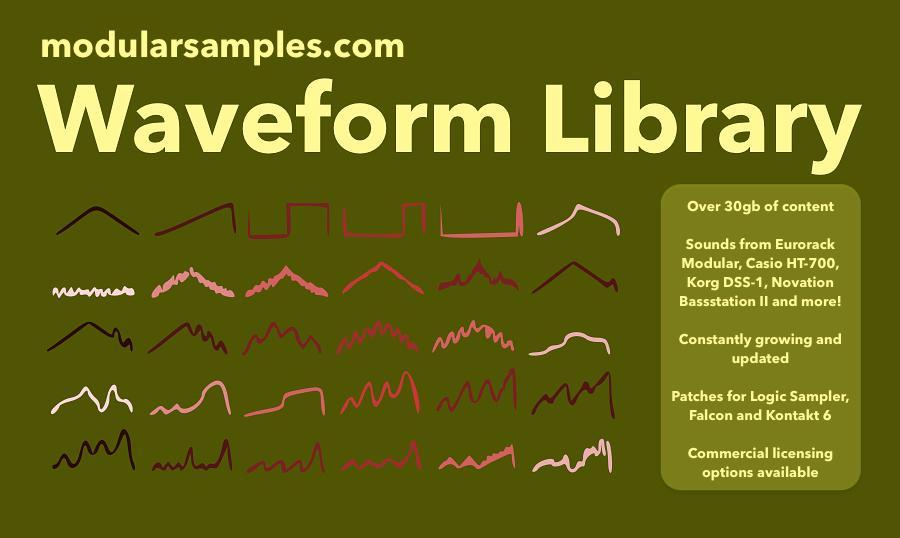 modularsamples.com
Waveform Library
Over 30gb of content
Sounds from Eurorack
Modular, Casio HT-700,
Korg DSS-1, Novation
Bassstation II and more!
Constantly growing and
updated
Patches for Logic Sampler,
Falcon and Kontakt 6
Commercial licensing
options available